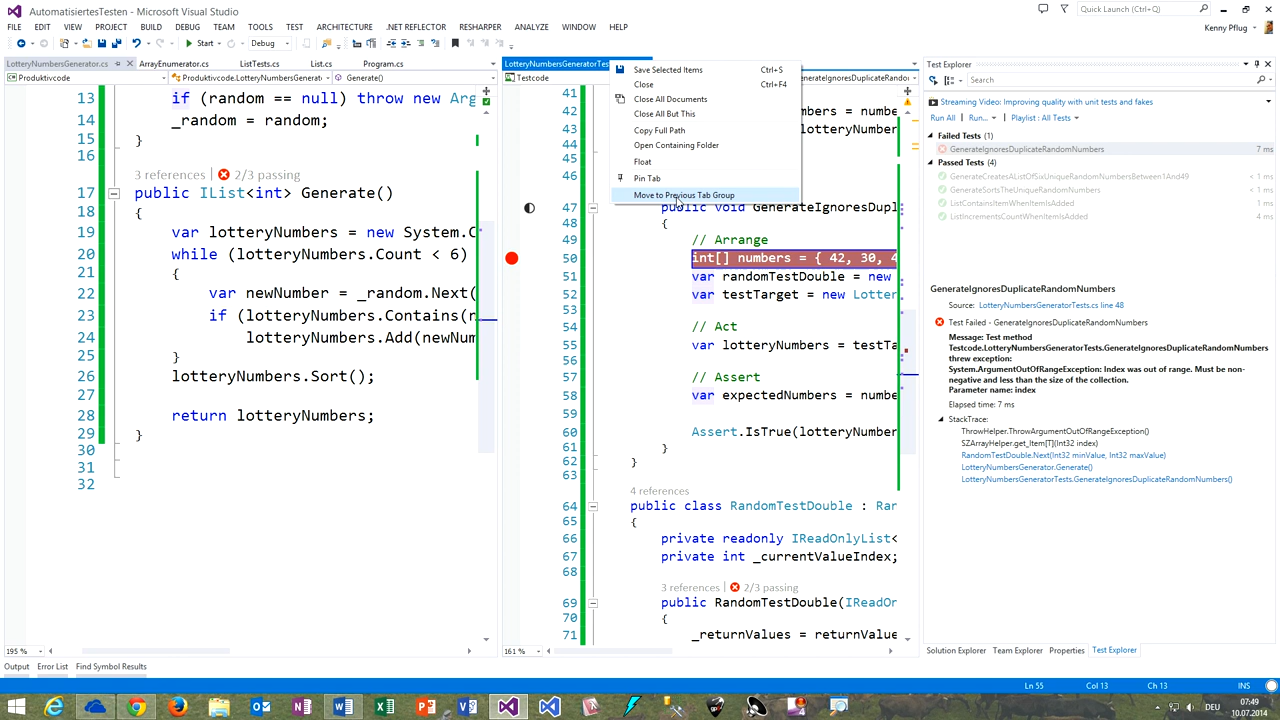 AutomatisiertesTesten - Microsoft Visual Studio
Quick Launch (Ctrl+Q)
FILE EDIT VIEW PROJECT BUILD DEBUG TEAM TOOLS TEST ARCHITECTURE .NET REFLECTOR RESHARPER ANALYZE WINDOW HELP
Kenny Pflug
Start Debug
LotteryNumbersGenerator.cs ArrayEnumerator.cs ListTests.cs List.cs Program.cs
Produktivcode Produktivcode.LotteryNumbersGenerat Generate()
13 if (random == null) throw new Arg
14 _random = random;
15 }
16
3 references | 2/3 passing
17 public IList<int> Generate()
18 {
19 var lotteryNumbers = new System.C
20 while (lotteryNumbers.Count < 6)
21 {
22 var newNumber = _random.Next(
23 if (lotteryNumbers.Contains(n
24 lotteryNumbers.Add(newNum
25 }
26 lotteryNumbers.Sort();
27
28 return lotteryNumbers;
29 }
30
31
32
195 %
LotteryNumbersGeneratorTes
Testcode
eneratorTests GenerateIgnoresDuplicateRandom
Save Selected Items Ctrl+S
Close Ctrl+F4
Close All Documents
Close All But This
Copy Full Path
Open Containing Folder
Float
Pin Tab
Move to Previous Tab Group
41
42 = numbe
43 lotteryNumber
44
45
46
47 public void GenerateIgnoresDupl
48 {
49 // Arrange
50 int[] numbers = { 42, 30, 4
51 var randomTestDouble = new
52 var testTarget = new Lotter
53
54 // Act
55 var lotteryNumbers = testTa
56
57 // Assert
58 var expectedNumbers = numbe
59
60 Assert.IsTrue(lotteryNumber
61 }
62 }
63
4 references
64 public class RandomTestDouble : Ran
65 {
66 private readonly IReadOnlyList<
67 private int _currentValueIndex;
68
3 references | 2/3 passing
69 public RandomTestDouble(IReadOn
70 {
71 _returnValues = returnValue
161 %
Test Explorer
Search
Streaming Video: Improving quality with unit tests and fakes
Run All | Run... | Playlist : All Tests
Failed Tests (1)
GenerateIgnoresDuplicateRandomNumbers 7 ms
Passed Tests (4)
GenerateCreatesAListOfSixUniqueRandomNumbersBetween1And49 < 1 ms
GenerateSortsTheUniqueRandomNumbers < 1 ms
ListContainsItemWhenItemIsAdded < 1 ms
ListIncrementsCountWhenItemIsAdded 4 ms
GenerateIgnoresDuplicateRandomNumbers
Source: LotteryNumbersGeneratorTests.cs line 48
Test Failed - GenerateIgnoresDuplicateRandomNumbers
Message: Test method
Testcode.LotteryNumbersGeneratorTests.GenerateIgnoresDuplicateRandomNumbers
threw exception:
System.ArgumentOutOfRangeException: Index was out of range. Must be non-
negative and less than the size of the collection.
Parameter name: index
Elapsed time: 7 ms
StackTrace:
ThrowHelper.ThrowArgumentOutOfRangeException()
SZArrayHelper.get_Item[T](Int32 index)
RandomTestDouble.Next(Int32 minValue, Int32 maxValue)
LotteryNumbersGenerator.Generate()
LotteryNumbersGeneratorTests.GenerateIgnoresDuplicateRandomNumbers()
Solution Explorer Team Explorer Properties Test Explorer
Output Error List Find Symbol Results
Ln 55 Col 13 Ch 13 INS
DEU
07:49
10.07.2014